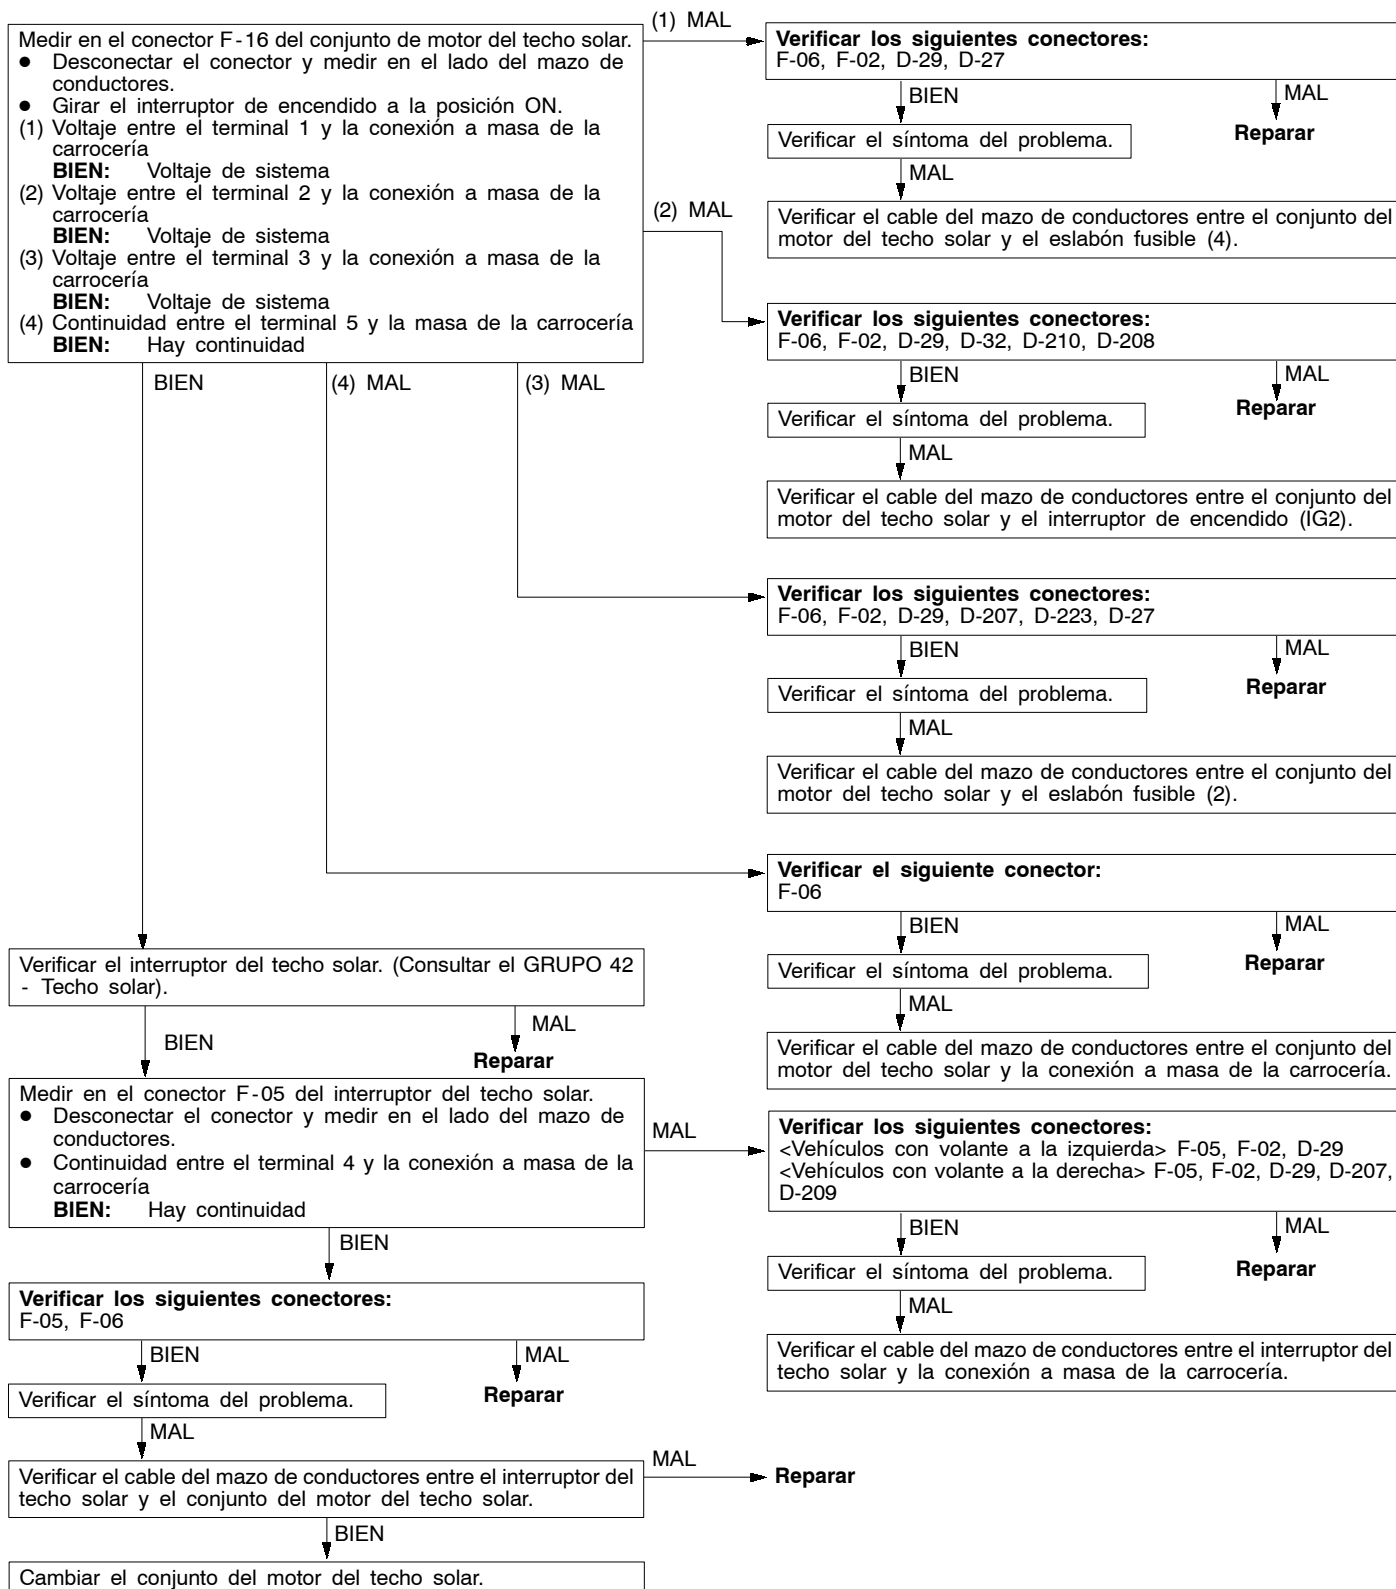 Medir en el conector F-16 del conjunto de motor del techo solar.
● Desconectar el conector y medir en el lado del mazo de
conductores.
● Girar el interruptor de encendido a la posición ON.
(1) Voltaje entre el terminal 1 y la conexión a masa de la
carrocería
BIEN: Voltaje de sistema
(2) Voltaje entre el terminal 2 y la conexión a masa de la
carrocería
BIEN: Voltaje de sistema
(3) Voltaje entre el terminal 3 y la conexión a masa de la
carrocería
BIEN: Voltaje de sistema
(4) Continuidad entre el terminal 5 y la masa de la carrocería
BIEN: Hay continuidad
(1) MAL
Verificar los siguientes conectores:
F-06, F-02, D-29, D-27
BIEN
MAL
Verificar el síntoma del problema.
Reparar
MAL
Verificar el cable del mazo de conductores entre el conjunto del
motor del techo solar y el eslabón fusible (4).
(2) MAL
Verificar los siguientes conectores:
F-06, F-02, D-29, D-32, D-210, D-208
BIEN
MAL
Verificar el síntoma del problema.
Reparar
MAL
Verificar el cable del mazo de conductores entre el conjunto del
motor del techo solar y el interruptor de encendido (IG2).
BIEN
(4) MAL
(3) MAL
Verificar los siguientes conectores:
F-06, F-02, D-29, D-207, D-223, D-27
BIEN
MAL
Verificar el síntoma del problema.
Reparar
MAL
Verificar el cable del mazo de conductores entre el conjunto del
motor del techo solar y el eslabón fusible (2).
Verificar el siguiente conector:
F-06
BIEN
MAL
Verificar el síntoma del problema.
Reparar
MAL
Verificar el cable del mazo de conductores entre el conjunto del
motor del techo solar y la conexión a masa de la carrocería.
Verificar el interruptor del techo solar. (Consultar el GRUPO 42
- Techo solar).
BIEN
MAL
Reparar
Medir en el conector F-05 del interruptor del techo solar.
● Desconectar el conector y medir en el lado del mazo de
conductores.
● Continuidad entre el terminal 4 y la conexión a masa de la
carrocería
BIEN: Hay continuidad
MAL
Verificar los siguientes conectores:
<Vehículos con volante a la izquierda> F-05, F-02, D-29
<Vehículos con volante a la derecha> F-05, F-02, D-29, D-207,
D-209
BIEN
MAL
Verificar el síntoma del problema.
Reparar
MAL
Verificar el cable del mazo de conductores entre el interruptor del
techo solar y la conexión a masa de la carrocería.
BIEN
Verificar los siguientes conectores:
F-05, F-06
BIEN
MAL
Verificar el síntoma del problema.
Reparar
MAL
Verificar el cable del mazo de conductores entre el interruptor del
techo solar y el conjunto del motor del techo solar.
MAL
Reparar
BIEN
Cambiar el conjunto del motor del techo solar.